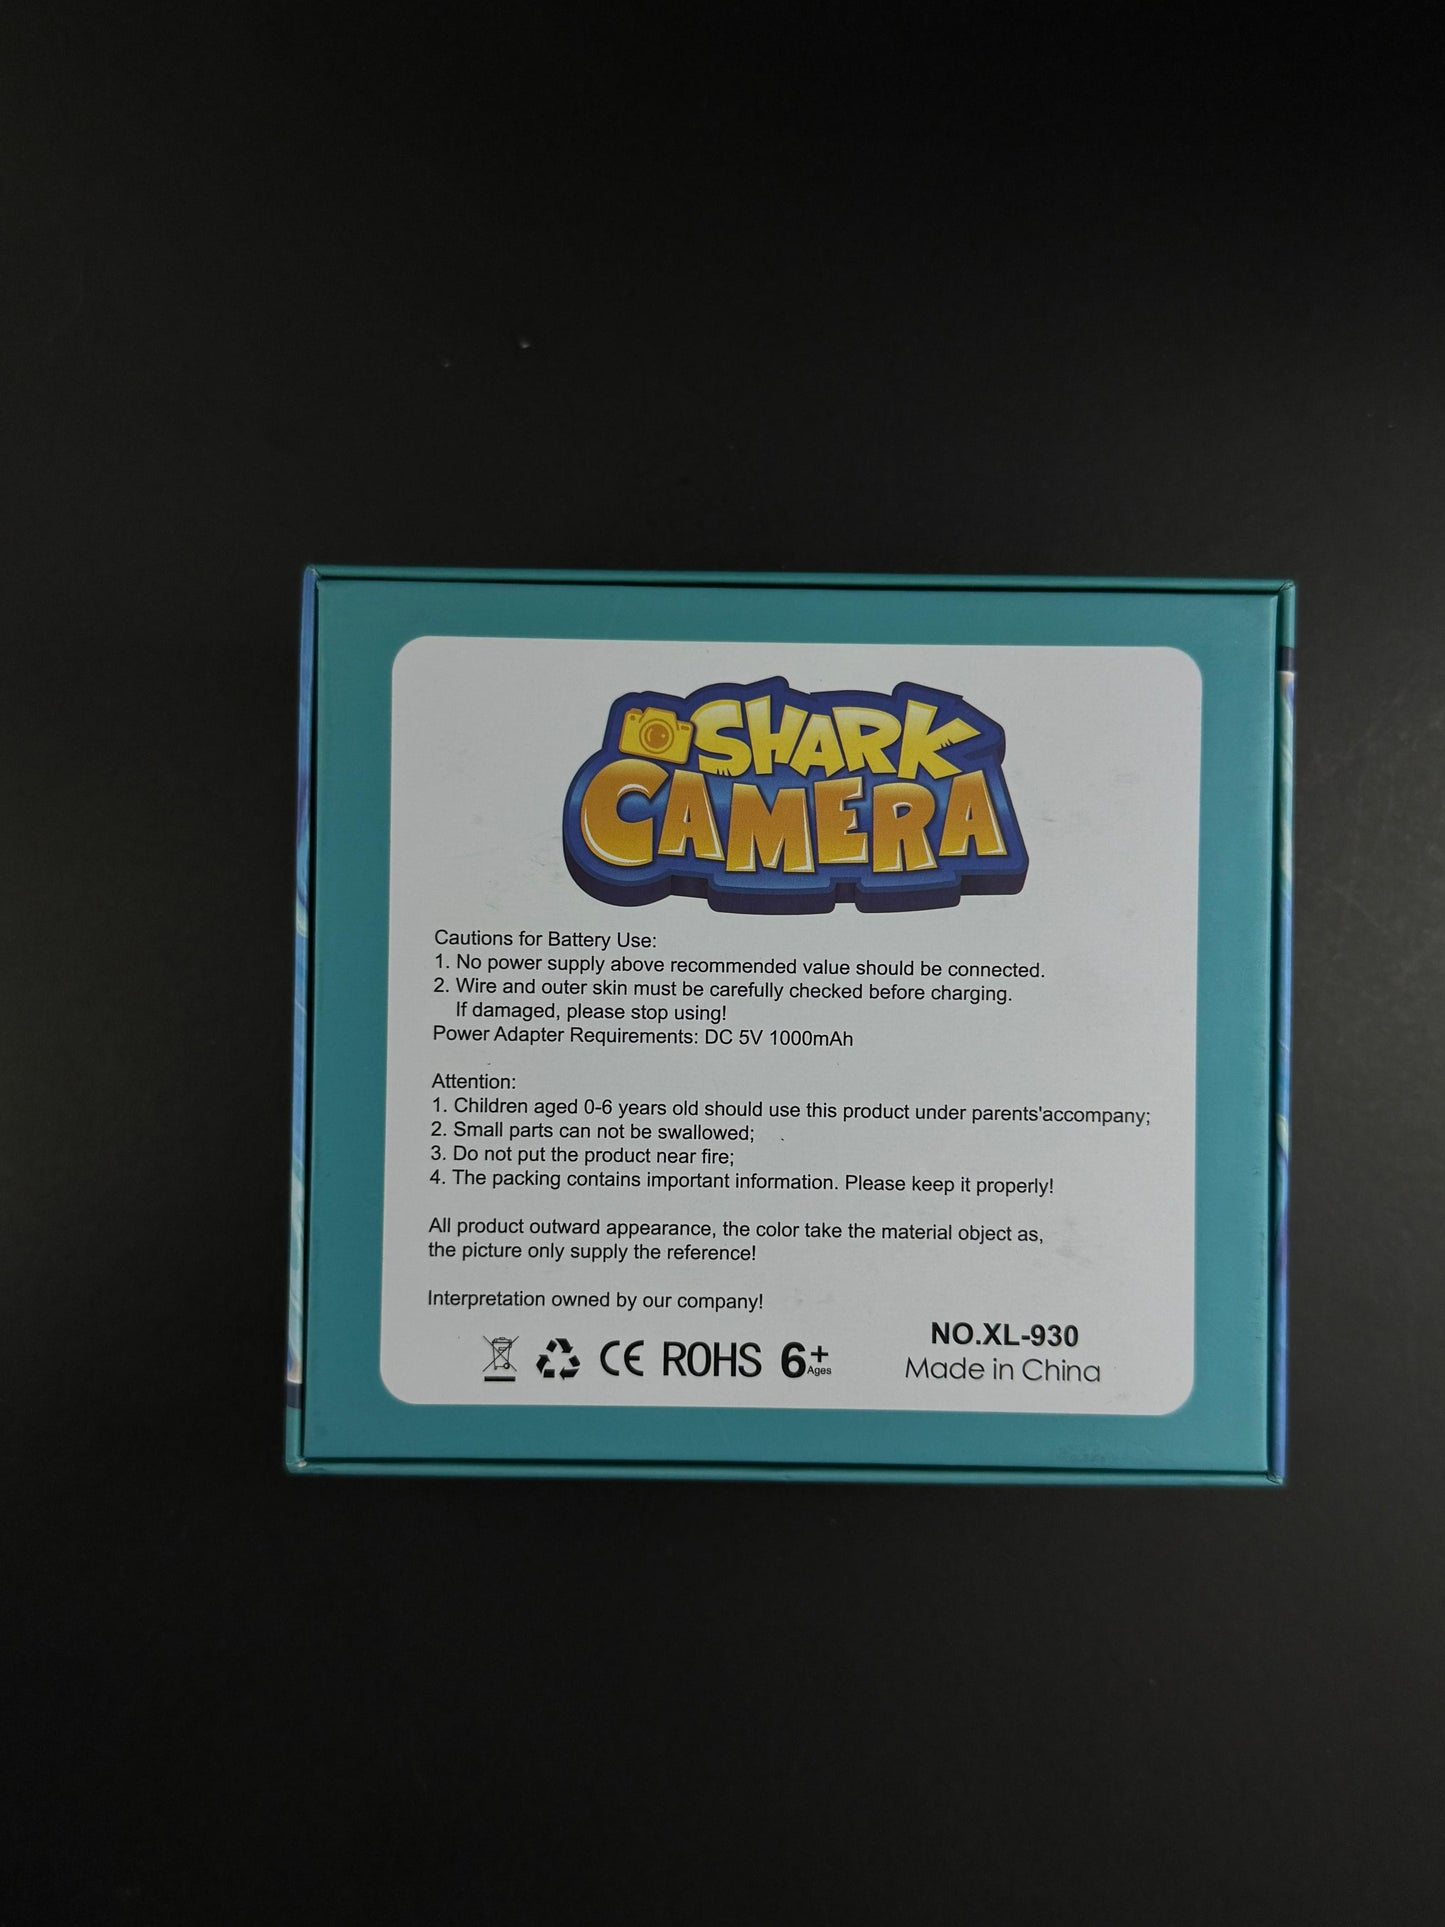 SHARK
CAMERA
Cautions for Battery Use:
1. No power supply above recommended value should be connected.
2. Wire and outer skin must be carefully checked before charging.
If damaged, please stop using!
Power Adapter Requirements: DC 5V 1000mAh
Attention:
1. Children aged 0-6 years old should use this product under parents'accompany;
2. Small parts can not be swallowed;
3. Do not put the product near fire;
4. The packing contains important information. Please keep it properly!
All product outward appearance, the color take the material object as,
the picture only supply the reference!
Interpretation owned by our company!
CE ROHS 6+ Ages
NO.XL-930
Made in China